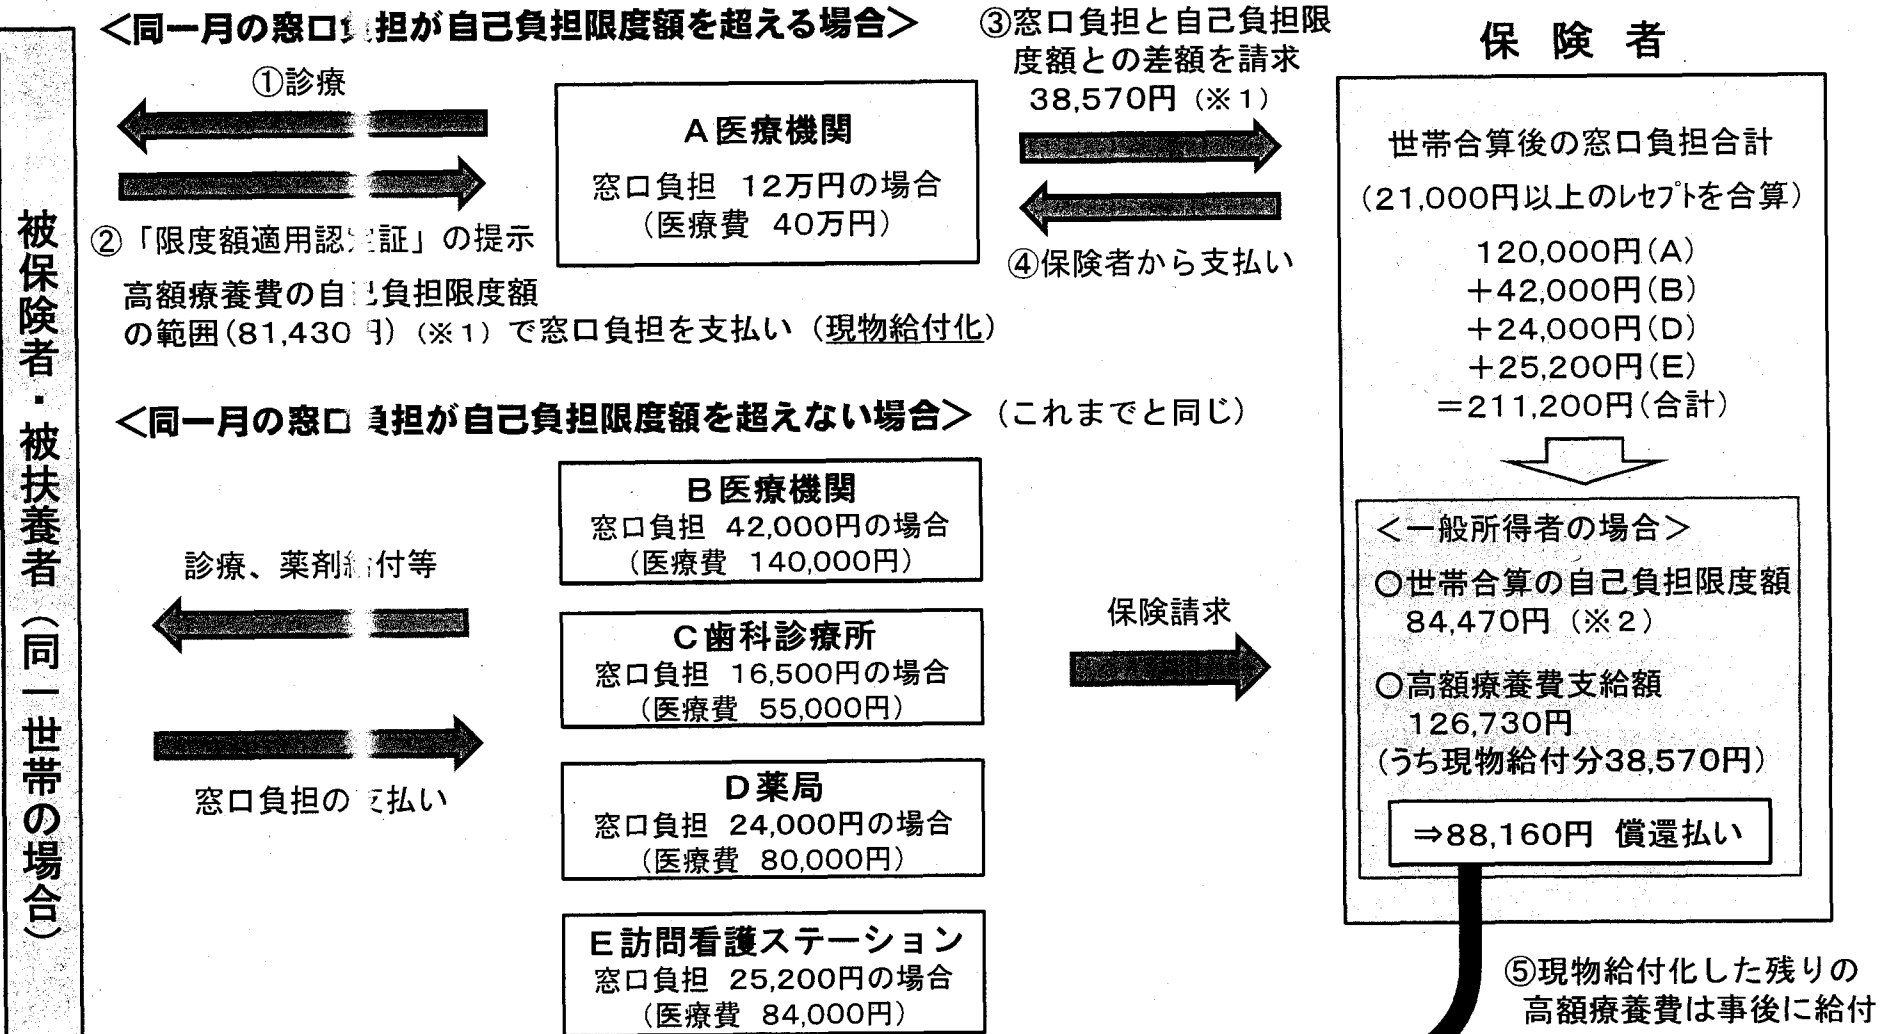 被保険者・被扶養者（同一世帯の場合）
＜同一月の窓口負担が自己負担限度額を超える場合＞
①診療
②「限度額適用認定証」の提示
高額療養費の自己負担限度額
の範囲(81,430円)（※1）で窓口負担を支払い（現物給付化）
A医療機関
窓口負担 12万円の場合
（医療費 40万円）
③窓口負担と自己負担限
度額との差額を請求
38,570円（※1）
④保険者から支払い
＜同一月の窓口負担が自己負担限度額を超えない場合＞（これまでと同じ）
診療、薬剤給付等
窓口負担の支払い
B医療機関
窓口負担 42,000円の場合
（医療費 140,000円）
C歯科診療所
窓口負担 16,500円の場合
（医療費 55,000円）
D薬局
窓口負担 24,000円の場合
（医療費 80,000円）
E訪問看護ステーション
窓口負担 25,200円の場合
（医療費 84,000円）
保険請求
保険者
世帯合算後の窓口負担合計
（21,000円以上のレセプトを合算）
120,000円(A)
＋42,000円(B)
＋24,000円(D)
＋25,200円(E)
＝211,200円(合計)
＜一般所得者の場合＞
○世帯合算の自己負担限度額
84,470円（※2）
○高額療養費支給額
126,730円
（うち現物給付分38,570円）
⇒88,160円 償還払い
⑤現物給付化した残りの
高額療養費は事後に給付